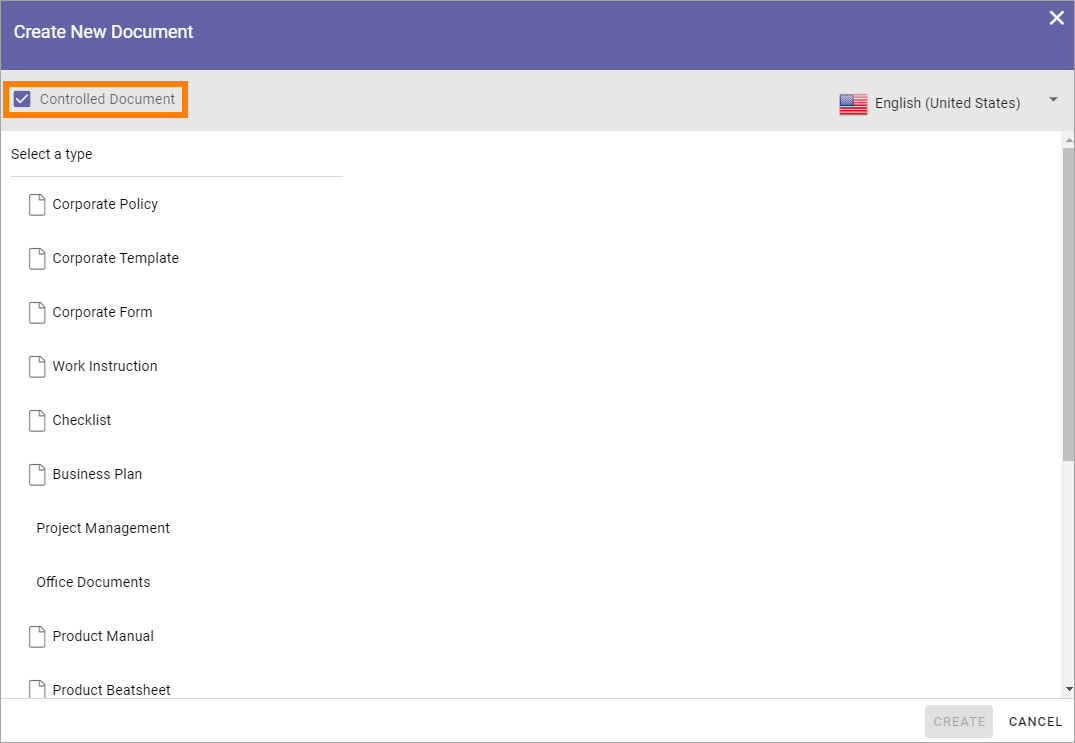 Create New Document
Controlled Document
English (United States)
Select a type
Corporate Policy
Corporate Template
Corporate Form
Work Instruction
Checklist
Business Plan
Project Management
Office Documents
Product Manual
Product Beatsheet
CREATE
CANCEL